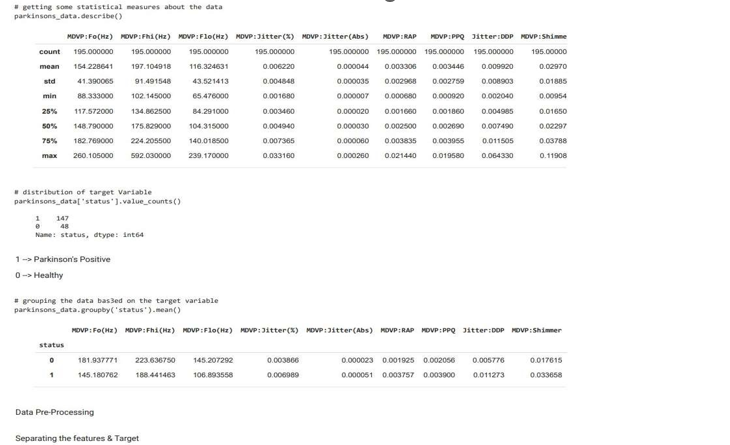 # getting some statistical measures about the data
parkinsons_data.describe()
MDVP:Fo(Hz) MDVP:Fhi(Hz) MDVP:Flo(Hz) MDVP:Jitter(%) MDVP:Jitter(Abs) MDVP:RAP MDVP:PPQ Jitter:DDP MDVP:Shimme
count 195.000000 195.000000 195.000000 195.000000 195.000000 195.000000 195.000000 195.000000 195.00000
mean 154.228641 197.104918 116.324631 0.006220 0.000044 0.003306 0.003446 0.009920 0.02970
std 41.390065 91.491548 43.521413 0.004848 0.000035 0.002968 0.002759 0.008903 0.01885
min 88.333000 102.145000 65.476000 0.001680 0.000007 0.000680 0.000920 0.002040 0.00954
25% 117.572000 134.862500 84.291000 0.003460 0.000020 0.001660 0.001860 0.004985 0.01650
50% 148.790000 175.829000 104.315000 0.004940 0.000030 0.002500 0.002690 0.007490 0.02297
75% 182.769000 224.205500 140.018500 0.007365 0.000060 0.003835 0.003955 0.011505 0.03788
max 260.105000 592.030000 239.170000 0.033160 0.000260 0.021440 0.019580 0.064330 0.11908
# distribution of target Variable
parkinsons_data['status'].value_counts()
1 147
0 48
Name: status, dtype: int64
1 --> Parkinson's Positive
0 --> Healthy
# grouping the data bas3ed on the target variable
parkinsons_data.groupby('status').mean()
MDVP:Fo(Hz) MDVP:Fhi(Hz) MDVP:Flo(Hz) MDVP:Jitter(%) MDVP:Jitter(Abs) MDVP:RAP MDVP:PPQ Jitter:DDP MDVP:Shimmer
status
0 181.937771 223.636750 145.207292 0.003866 0.000023 0.001925 0.002056 0.005776 0.017615
1 145.180762 188.441463 106.893558 0.006989 0.000051 0.003757 0.003900 0.011273 0.033658
Data Pre-Processing
Separating the features & Target